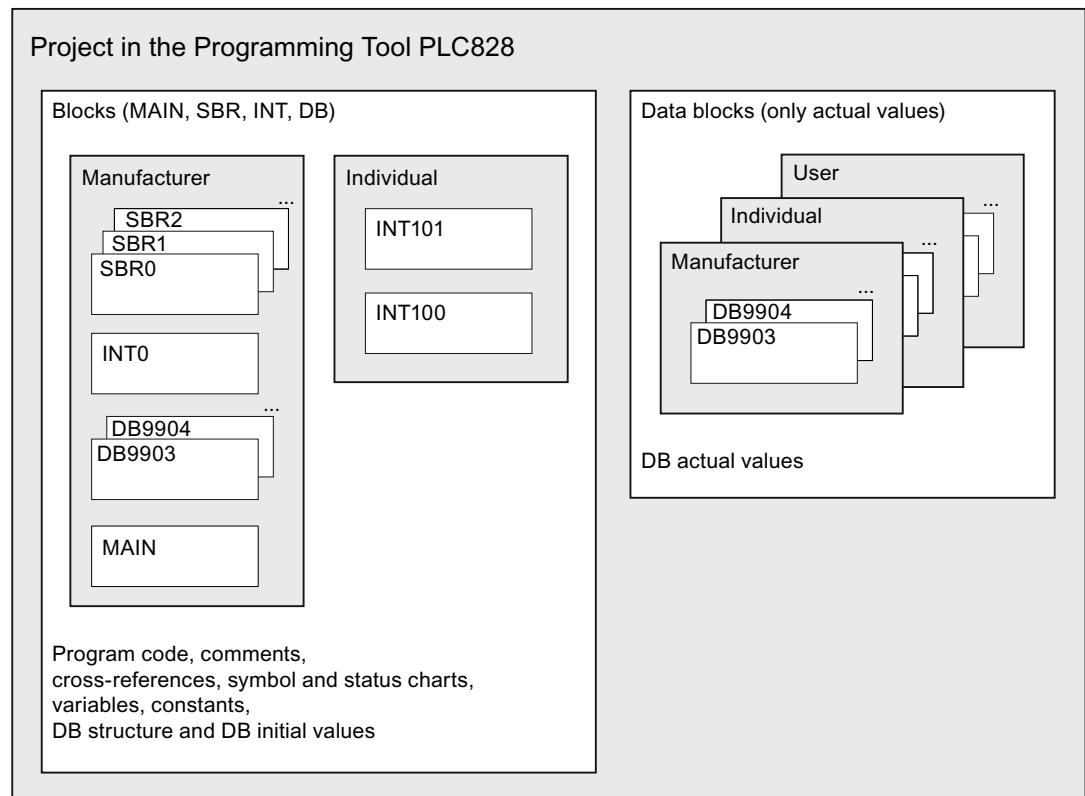 Project in the Programming Tool PLC828
Blocks (MAIN, SBR, INT, DB)
Manufacturer
...
SBR2
SBR1
SBR0
INT0
...
DB9904
DB9903
MAIN
Individual
INT101
INT100
Program code, comments,
cross-references, symbol and status charts,
variables, constants,
DB structure and DB initial values
Data blocks (only actual values)
User
...
Individual
...
Manufacturer
...
DB9904
DB9903
DB actual values